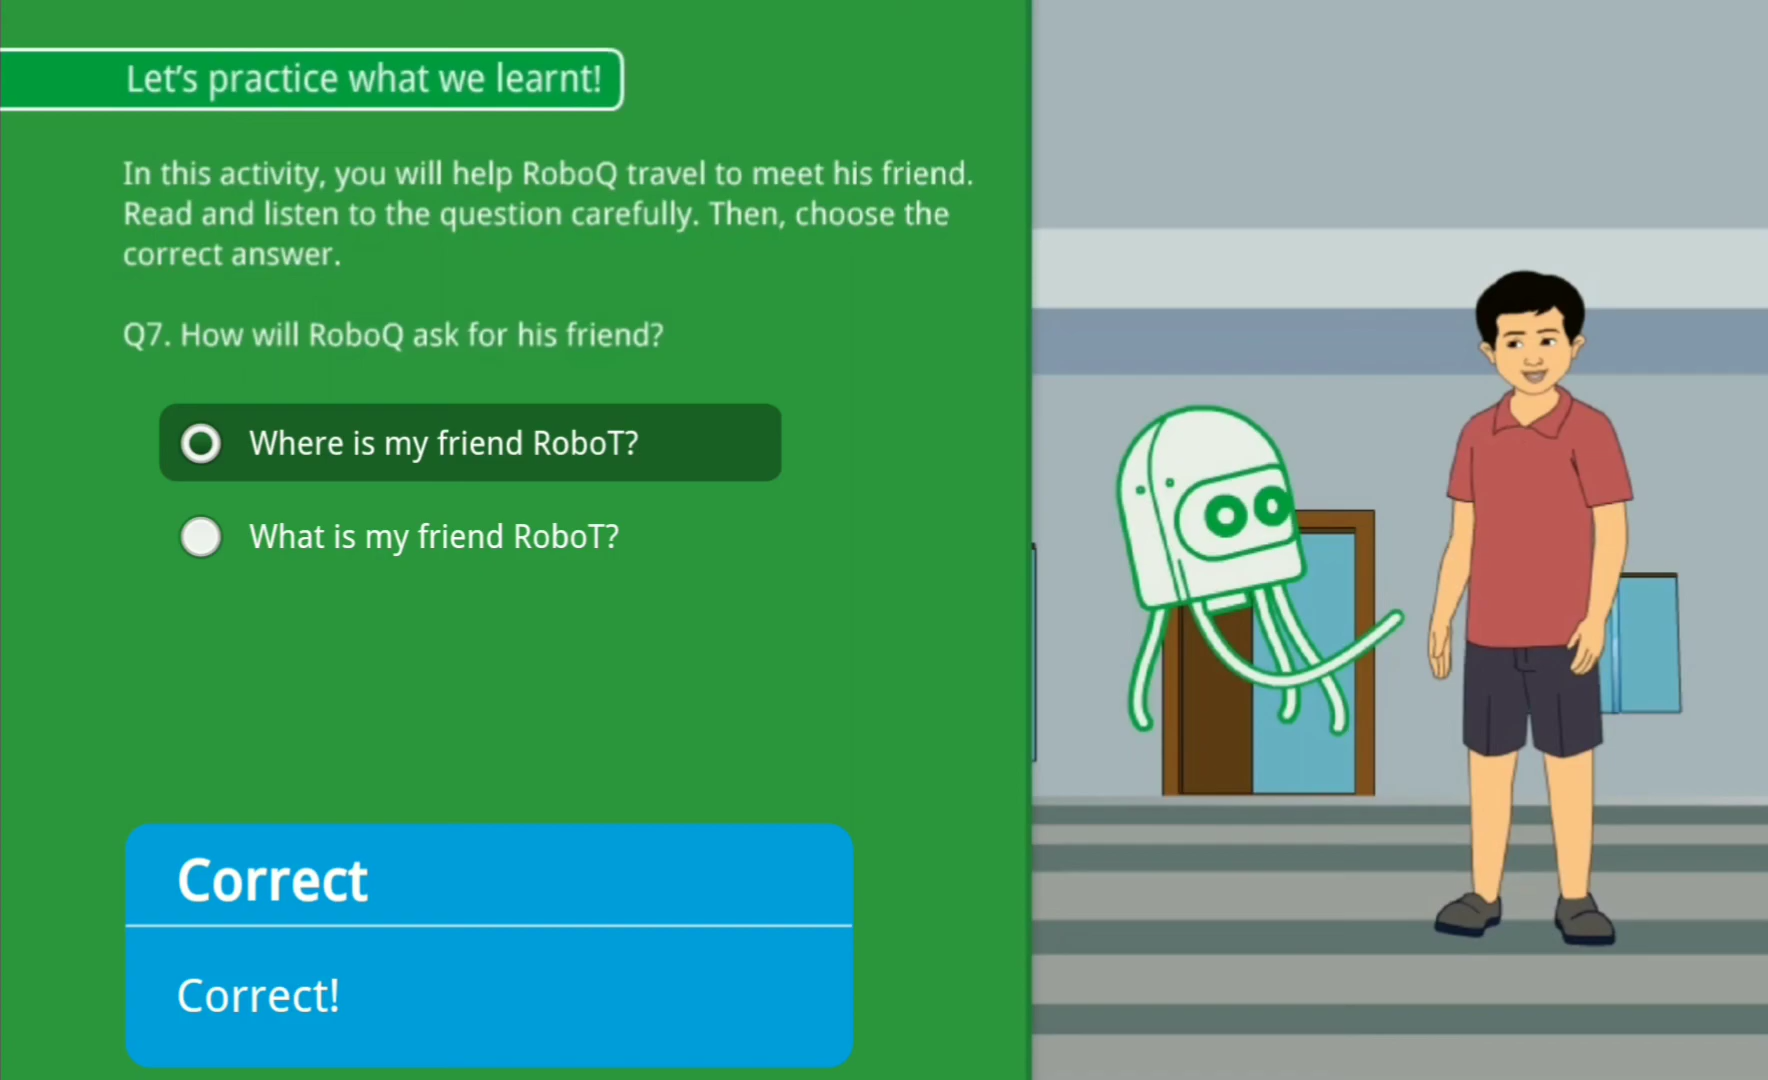 Let’s practice what we learnt!
In this activity, you will help RoboQ travel to meet his friend.
Read and listen to the question carefully. Then, choose the
correct answer.
Q7. How will RoboQ ask for his friend?
Where is my friend RoboT?
What is my friend RoboT?
Correct
Correct!